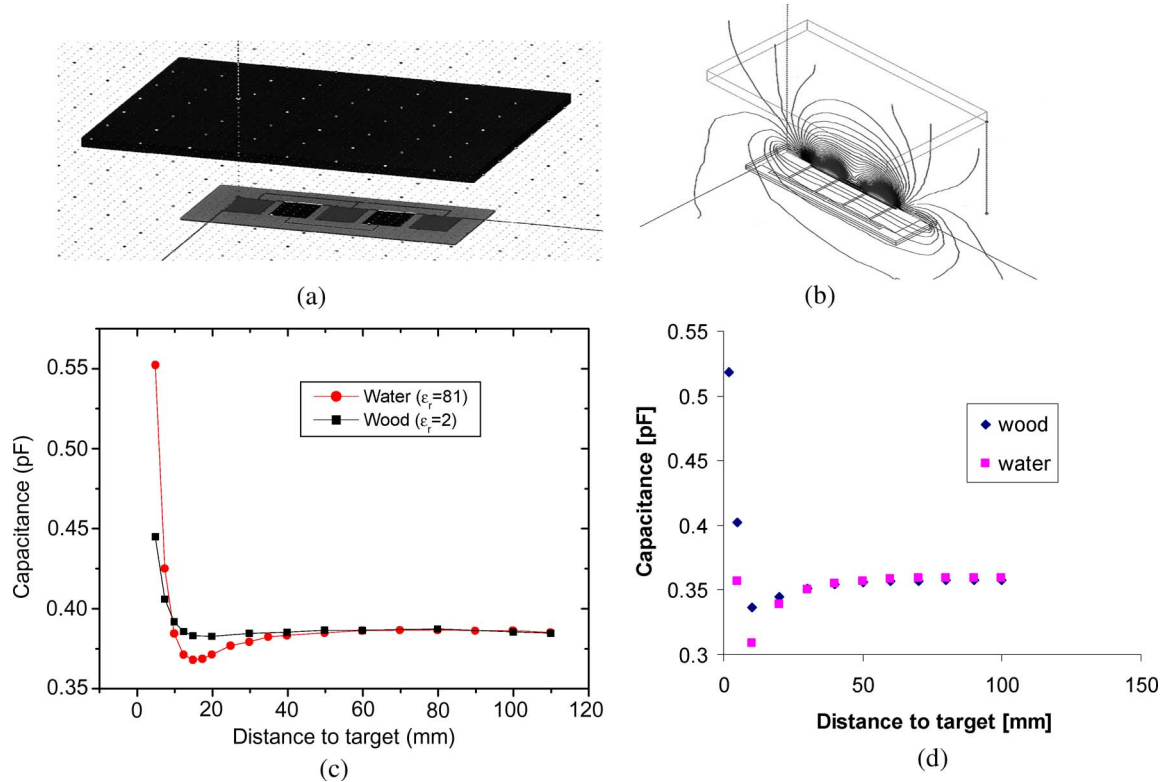 (a)
(b)
0.55
0.50
0.45
0.40
0.35
Capacitance (pF)
Water (εr=81)
Wood (εr=2)
0 20 40 60 80 100 120
Distance to target (mm)
(c)
0.55
0.5
0.45
0.4
0.35
0.3
Capacitance [pF]
wood
water
0 50 100 150
Distance to target [mm]
(d)